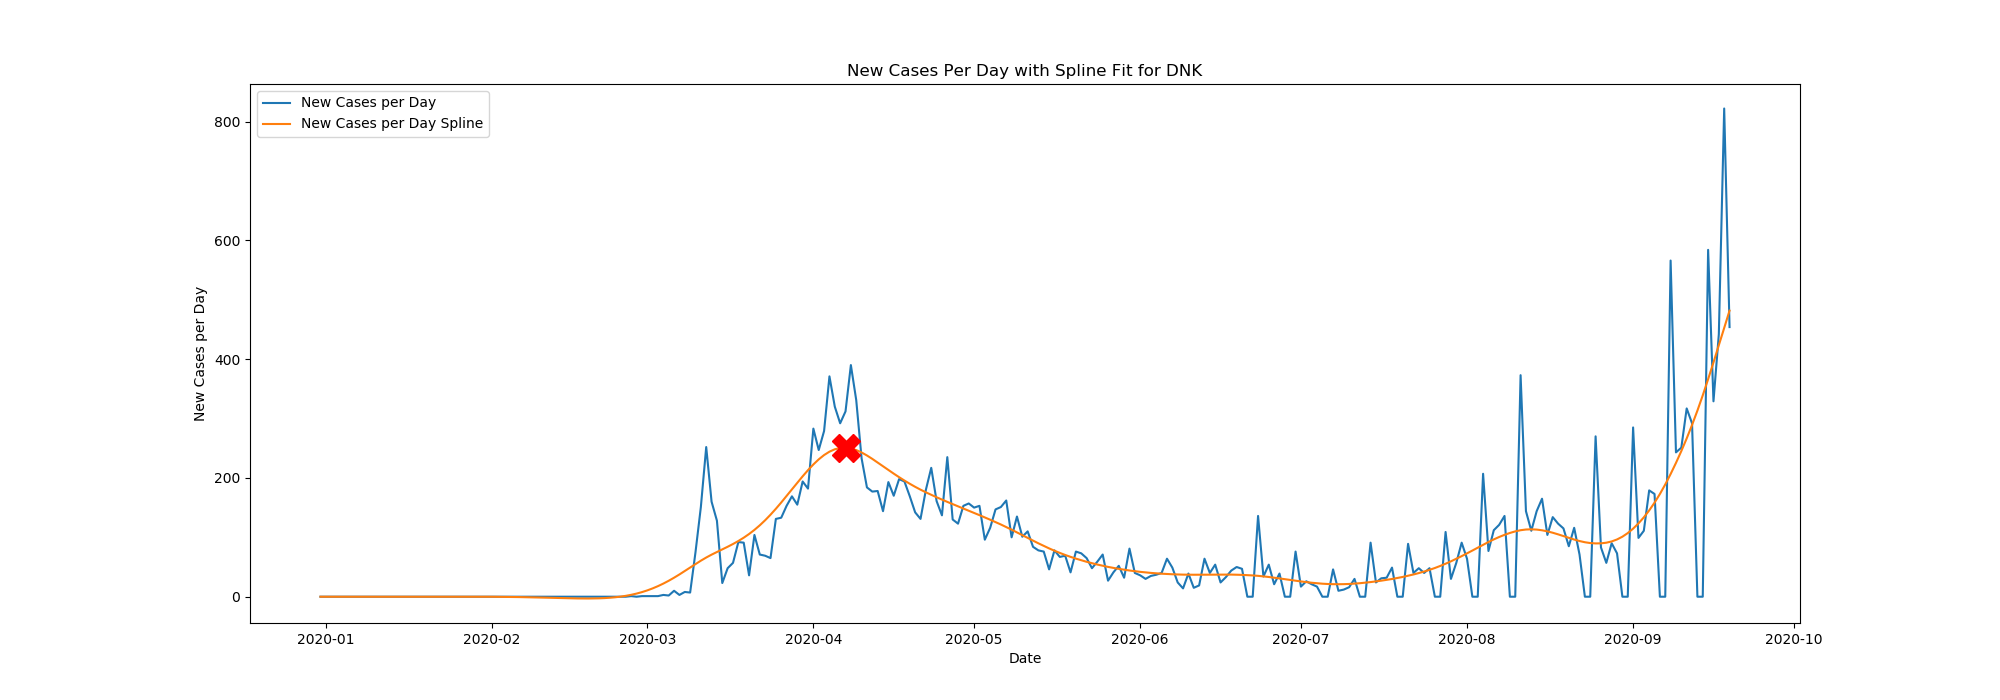 New Cases Per Day with Spline Fit for DNK
New Cases per Day
New Cases per Day Spline
800
600
400
200
0
New Cases per Day
2020-01 2020-02 2020-03 2020-04 2020-05 2020-06 2020-07 2020-08 2020-09 2020-10
Date